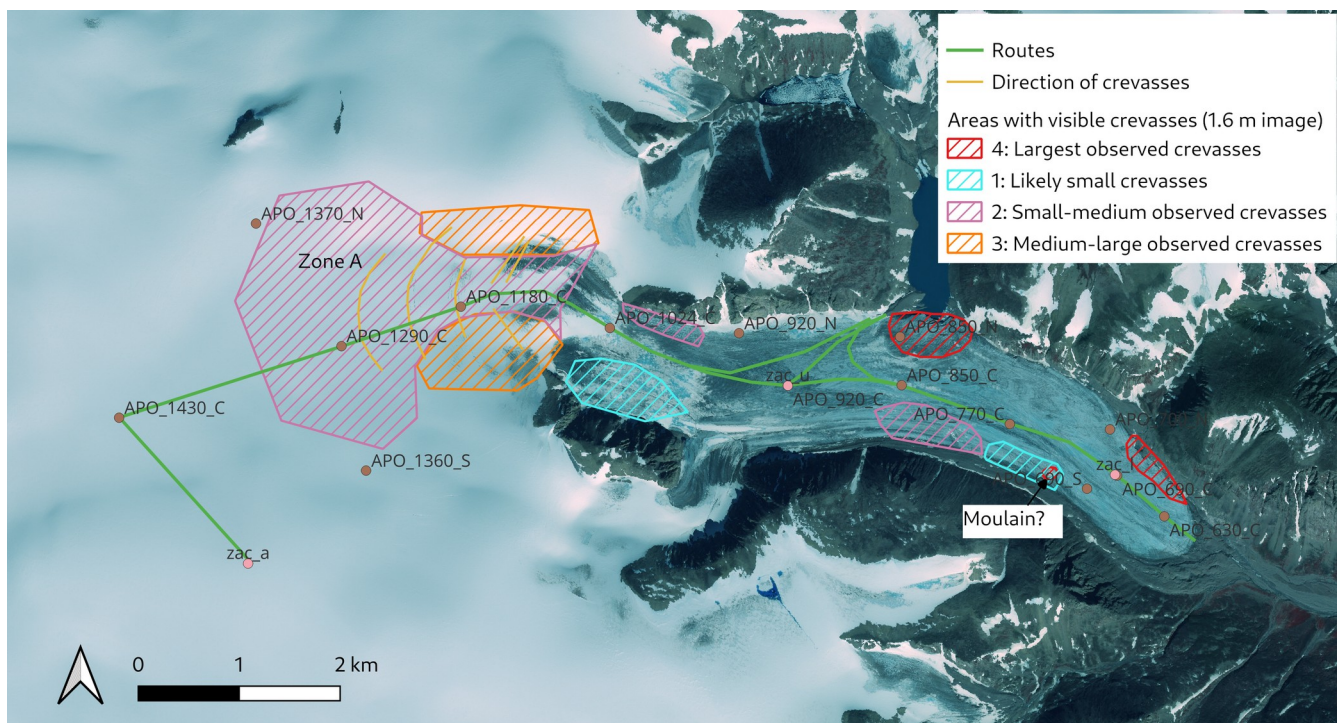 Routes
Direction of crevasses
Areas with visible crevasses (1.6 m image)
4: Largest observed crevasses
1: Likely small crevasses
2: Small-medium observed crevasses
3: Medium-large observed crevasses
APO_1370_N
Zone A
APO_1180_C
APO_1290_C
APO_1024_C
APO_920_N
APO_850_N
zac_u
APO_920_C
APO_850_C
APO_1430_C
APO_770_C
APO_1360_S
zac_l
APO_690_S
APO_690_C
Moulain?
APO_630_C
zac_a
0 1 2 km